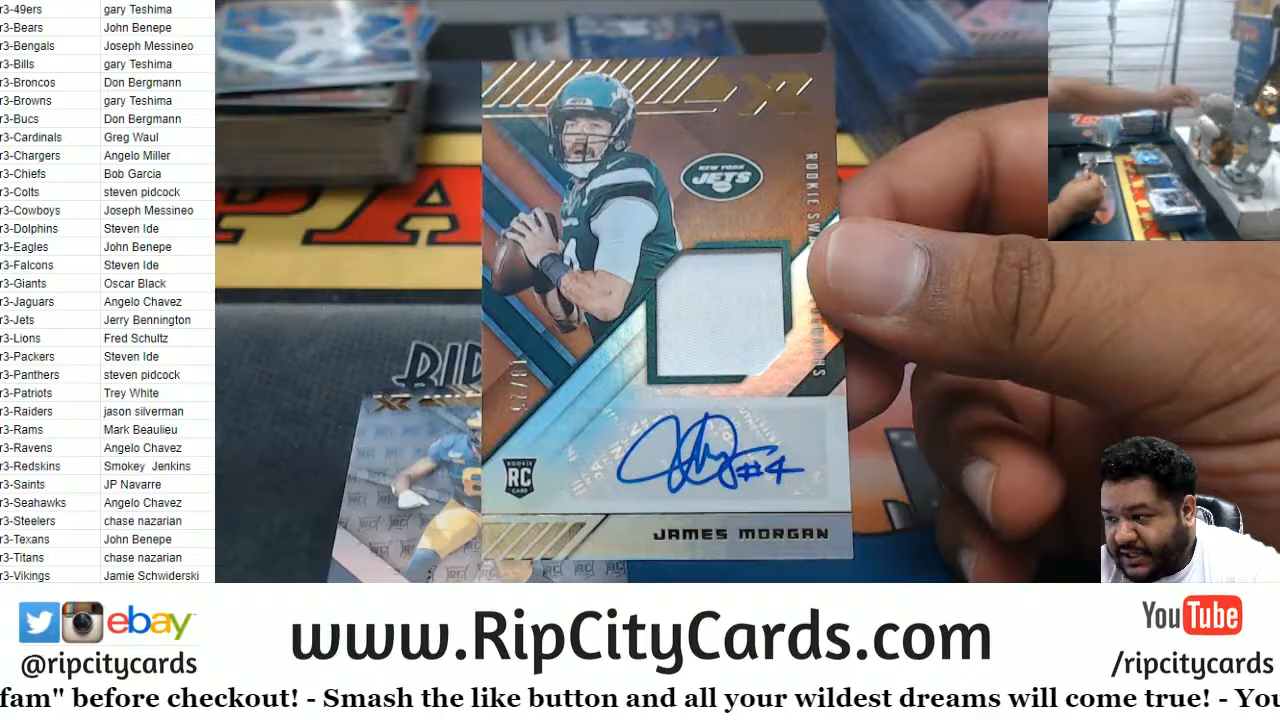 r3-49ers gary Teshima
r3-Bears John Benepe
r3-Bengals Joseph Messineo
r3-Bills gary Teshima
r3-Broncos Don Bergmann
r3-Browns gary Teshima
r3-Bucs Don Bergmann
r3-Cardinals Greg Waul
r3-Chargers Angelo Miller
r3-Chiefs Bob Garcia
r3-Colts steven pidcock
r3-Cowboys Joseph Messineo
r3-Dolphins Steven Ide
r3-Eagles John Benepe
r3-Falcons Steven Ide
r3-Giants Oscar Black
r3-Jaguars Angelo Chavez
r3-Jets Jerry Bennington
r3-Lions Fred Schultz
r3-Packers Steven Ide
r3-Panthers steven pidcock
r3-Patriots Trey White
r3-Raiders jason silverman
r3-Rams Mark Beaulieu
r3-Ravens Angelo Chavez
r3-Redskins Smokey Jenkins
r3-Saints JP Navarre
r3-Seahawks Angelo Chavez
r3-Steelers chase nazarian
r3-Texans John Benepe
r3-Titans chase nazarian
r3-Vikings Jamie Schwiderski
XR
NEW YORK
JETS
ROOKIE
#4
ROOKIE
RC
CARD
JAMES MORGAN
XR
ebay
@ripcitycards
www.RipCityCards.com
YouTube
/ripcitycards
fam" before checkout! - Smash the like button and all your wildest dreams will come true! - You